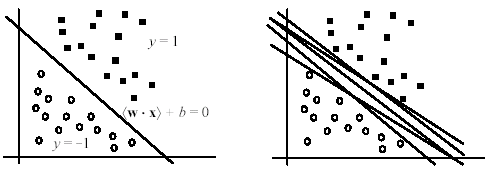 y = 1
⟨w · x⟩ + b = 0
y = −1